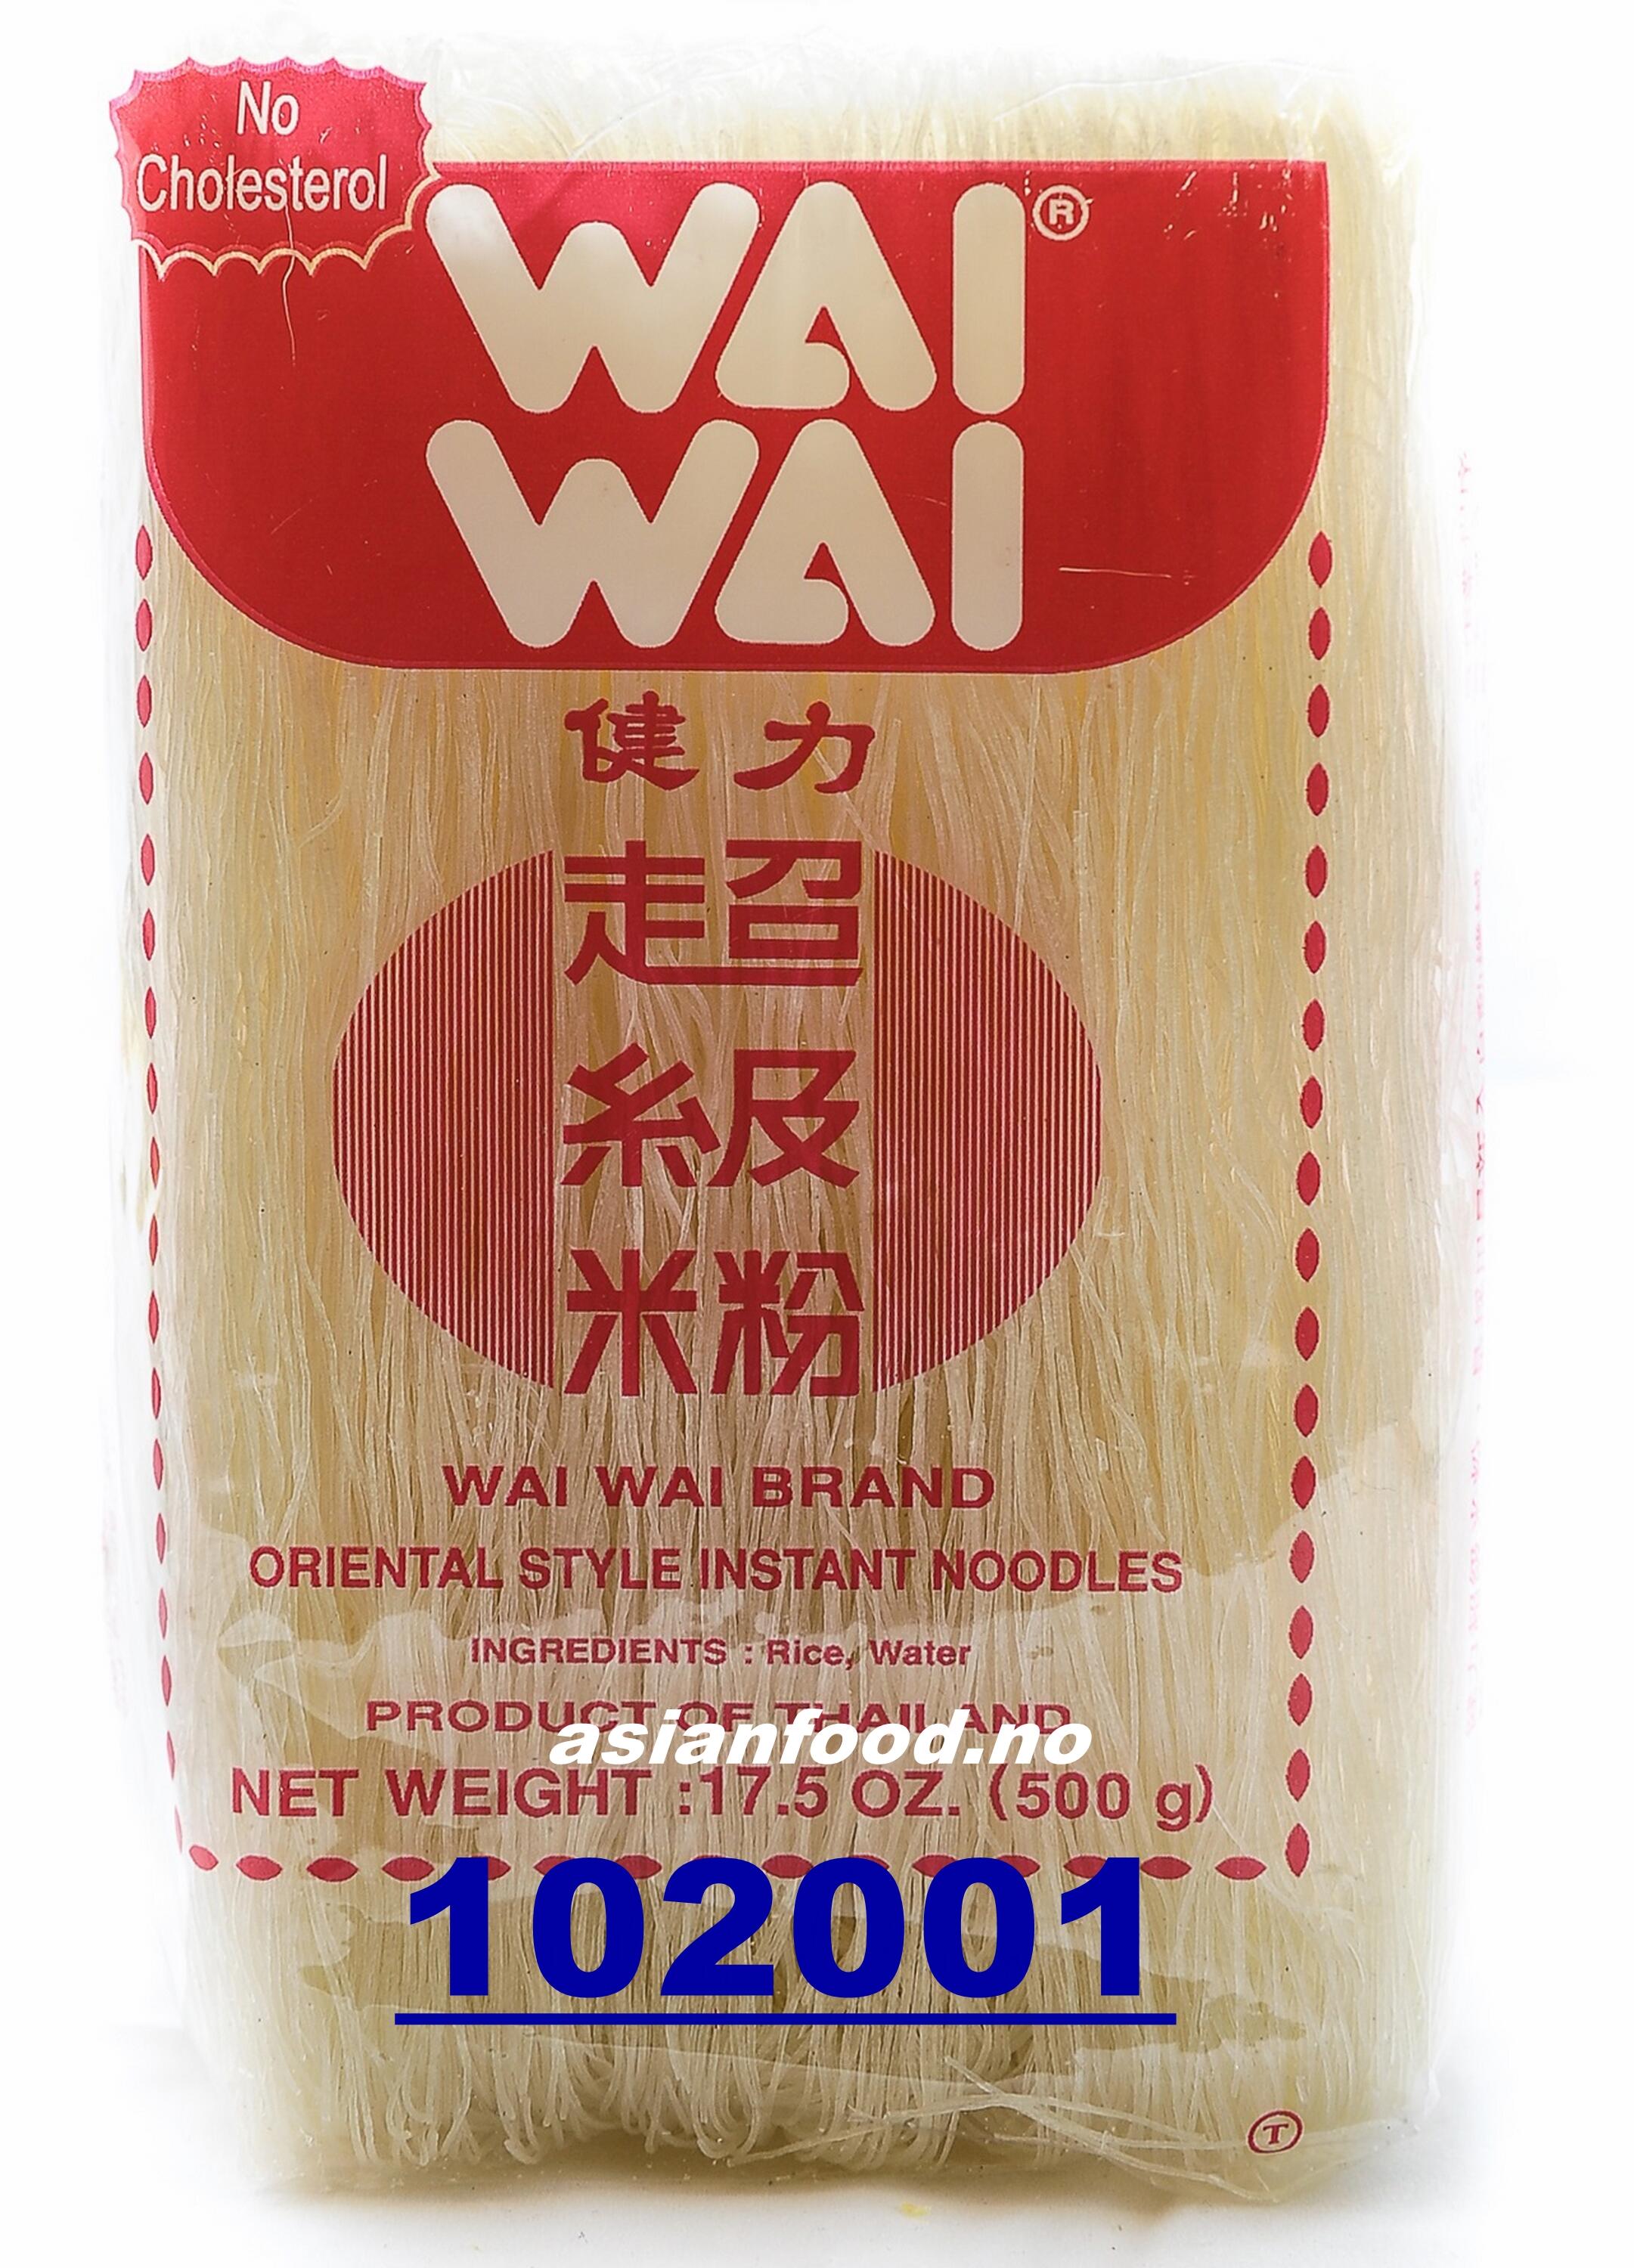 No
Cholesterol
WAI®
WAI
健力
超
級
米粉
WAI WAI BRAND
ORIENTAL STYLE INSTANT NOODLES
INGREDIENTS : Rice, Water
PRODUCT OF THAILAND
asianfood.no
NET WEIGHT :17.5 OZ. (500 g)
102001
T